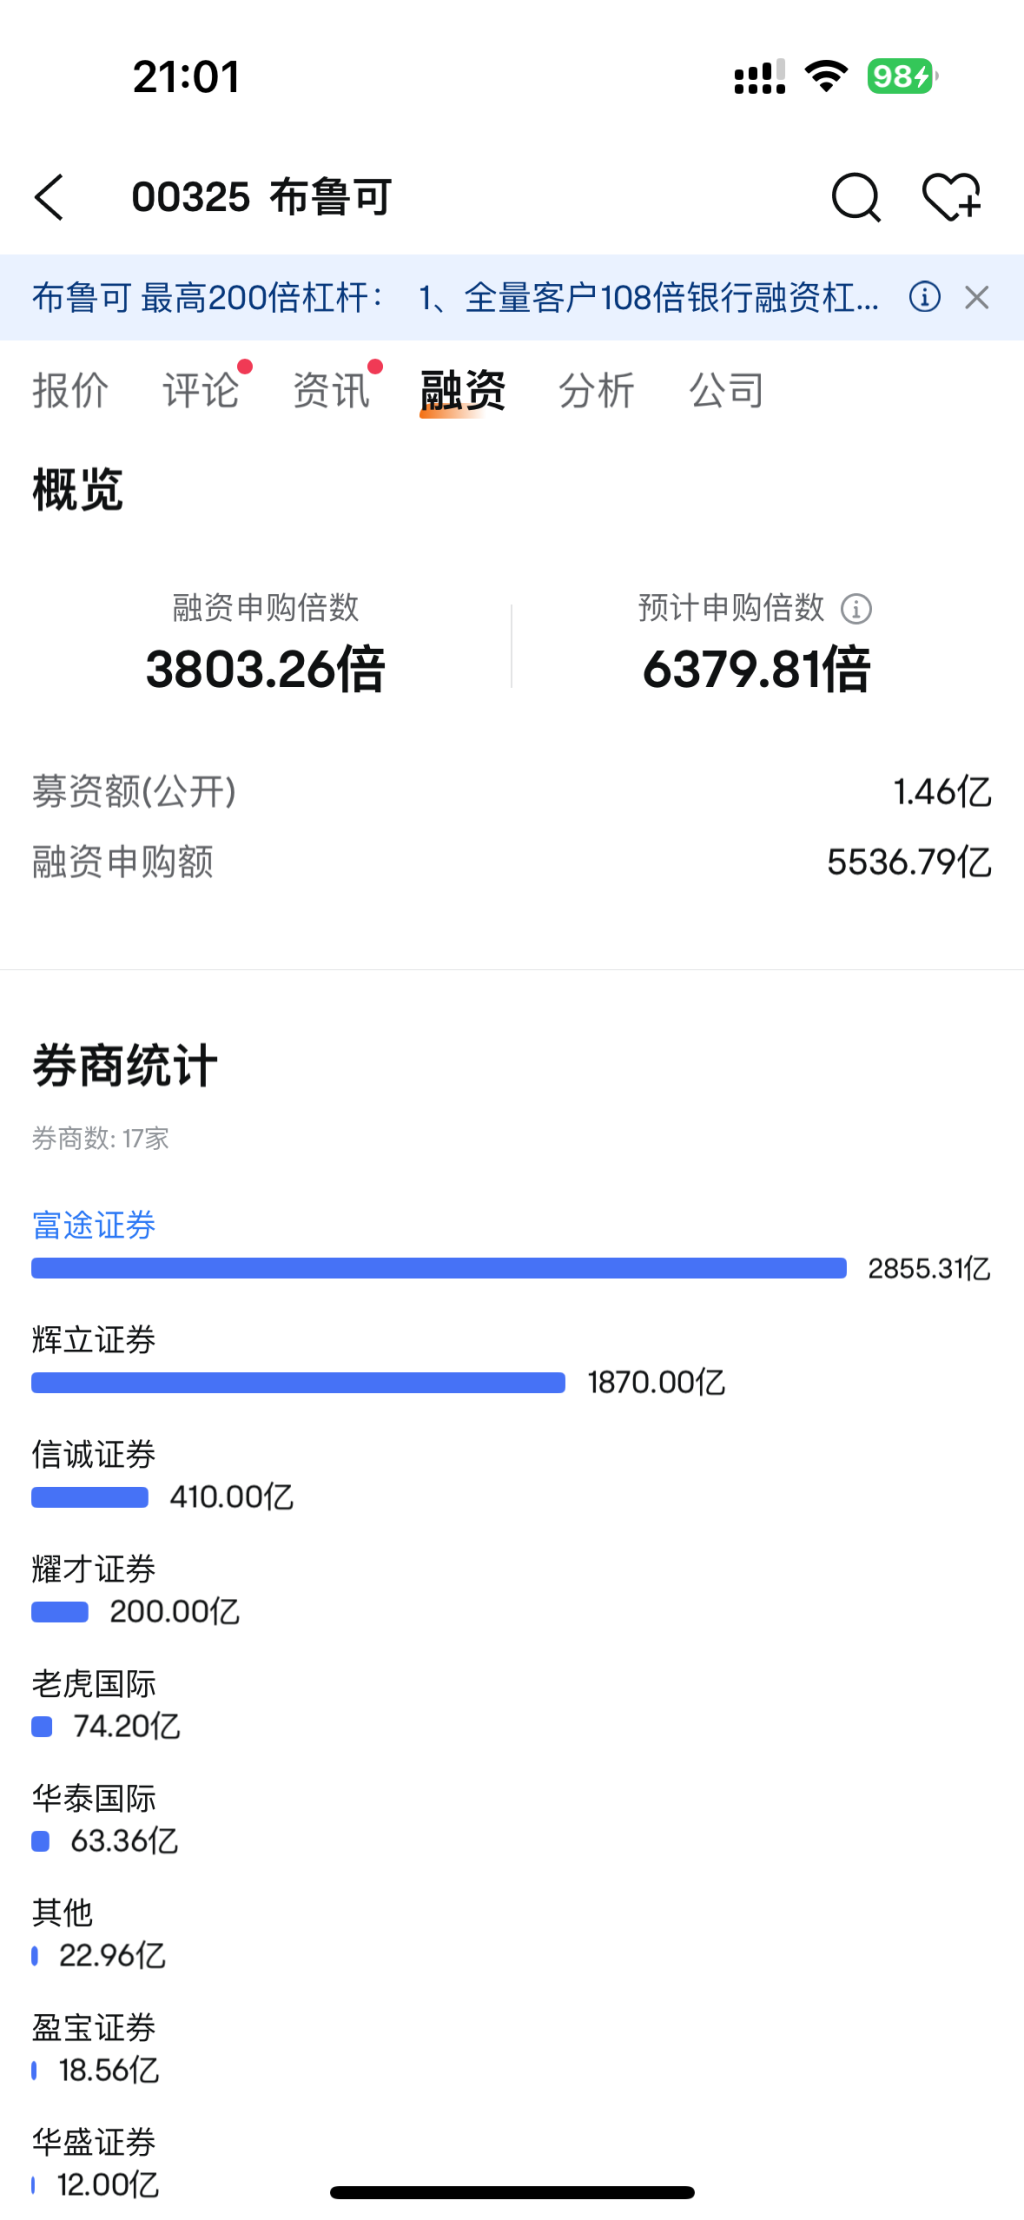 21:01
98
00325 布鲁可
布鲁可 最高200倍杠杆： 1、全量客户108倍银行融资杠...
报价 评论 资讯 融资 分析 公司
概览
融资申购倍数 预计申购倍数
3803.26倍 6379.81倍
募资额(公开) 1.46亿
融资申购额 5536.79亿
券商统计
券商数: 17家
富途证券
2855.31亿
辉立证券
1870.00亿
信诚证券
410.00亿
耀才证券
200.00亿
老虎国际
74.20亿
华泰国际
63.36亿
其他
22.96亿
盈宝证券
18.56亿
华盛证券
12.00亿